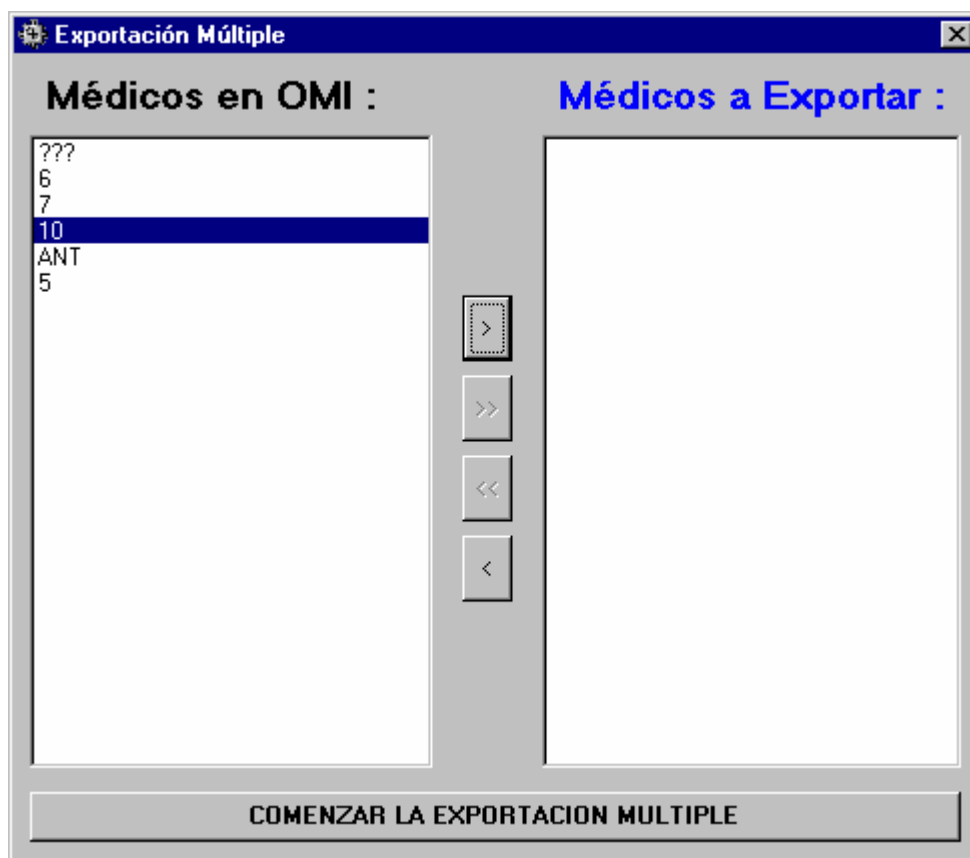 Exportación Múltiple
Médicos en OMI :
Médicos a Exportar :
???
6
7
10
ANT
5
>
>>
<<
<
COMENZAR LA EXPORTACION MULTIPLE